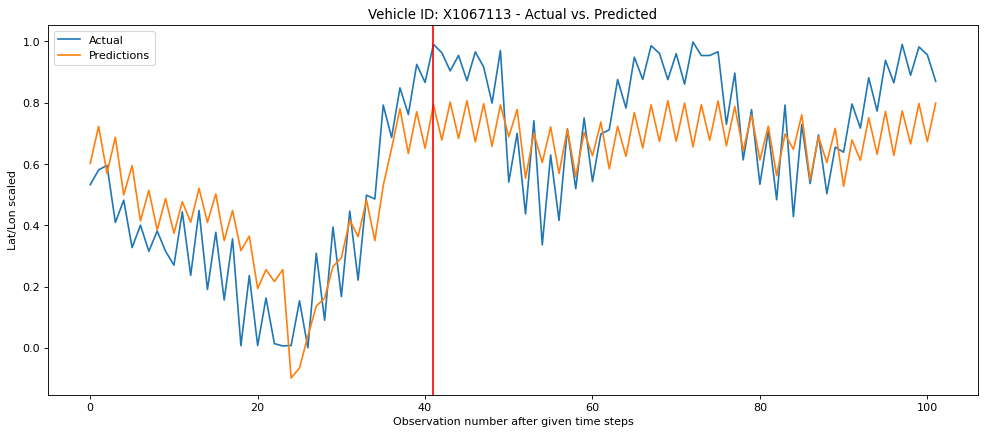 Vehicle ID: X1067113 - Actual vs. Predicted
Actual
Predictions
1.0
0.8
0.6
0.4
0.2
0.0
Lat/Lon scaled
0 20 40 60 80 100
Observation number after given time steps